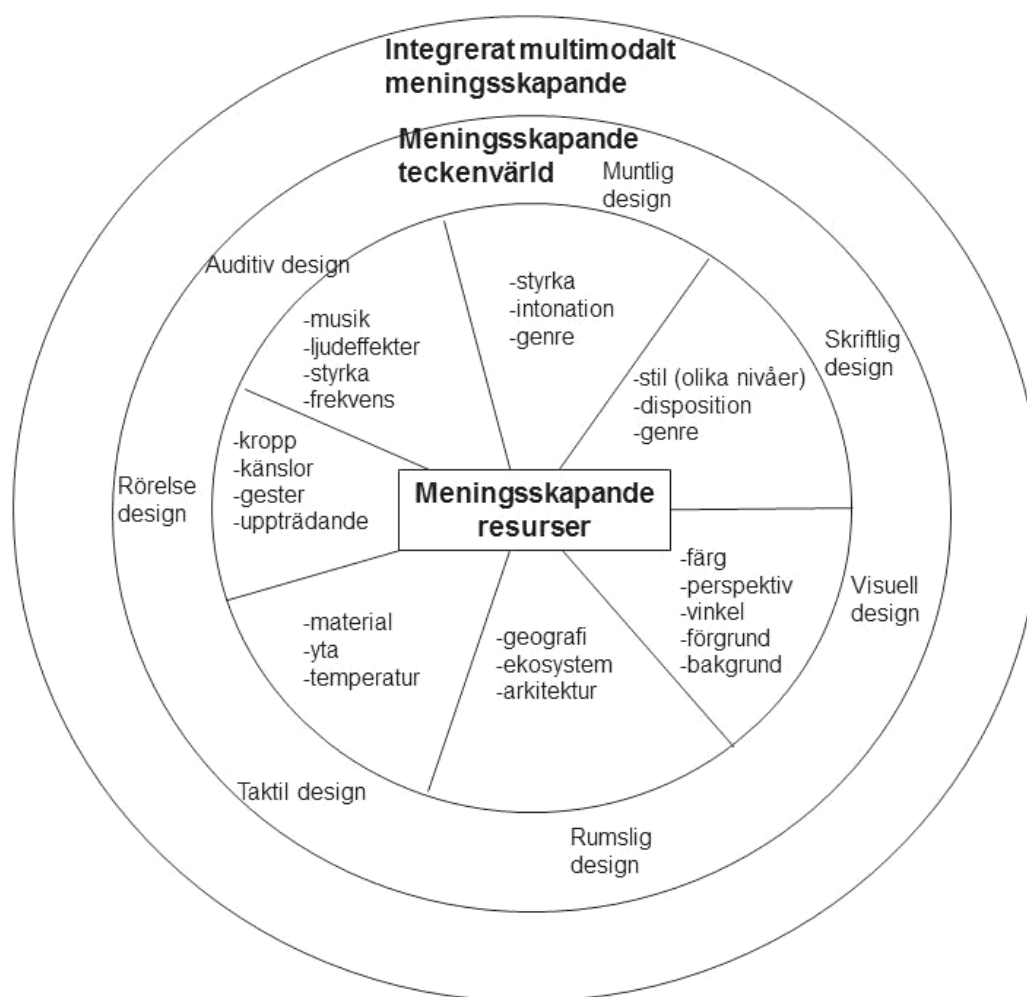 Integrerat multimodalt
meningsskapande
Meningsskapande
teckenvärld
Muntlig
design
-styrka
-intonation
-genre
Skriftlig
design
-stil (olika nivåer)
-disposition
-genre
Visuell
design
-färg
-perspektiv
-vinkel
-förgrund
-bakgrund
Rumslig
design
-geografi
-ekosystem
-arkitektur
Taktil design
-material
-yta
-temperatur
Rörelse
design
-kropp
-känslor
-gester
-uppträdande
Auditiv design
-musik
-ljudeffekter
-styrka
-frekvens
Meningsskapande
resurser